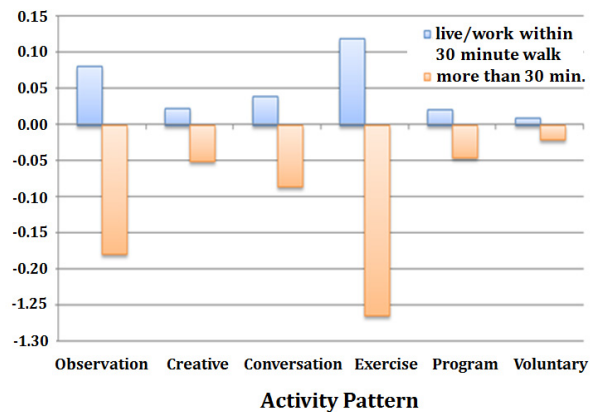 0.15
0.10
0.05
0.00
-0.05
-0.10
-0.15
-0.20
-1.25
-1.30
live/work within
30 minute walk
more than 30 min.
Observation Creative Conversation Exercise Program Voluntary
Activity Pattern